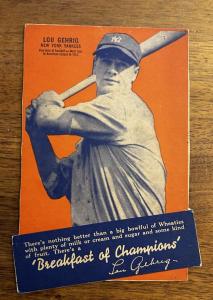 LOU GEHRIG
NEW YORK YANKEES
NY
There's nothing better than a big bowlful of Wheaties
with plenty of milk or cream and sugar and some kind
of fruit. There's a
'Breakfast of Champions'
Lou Gehrig